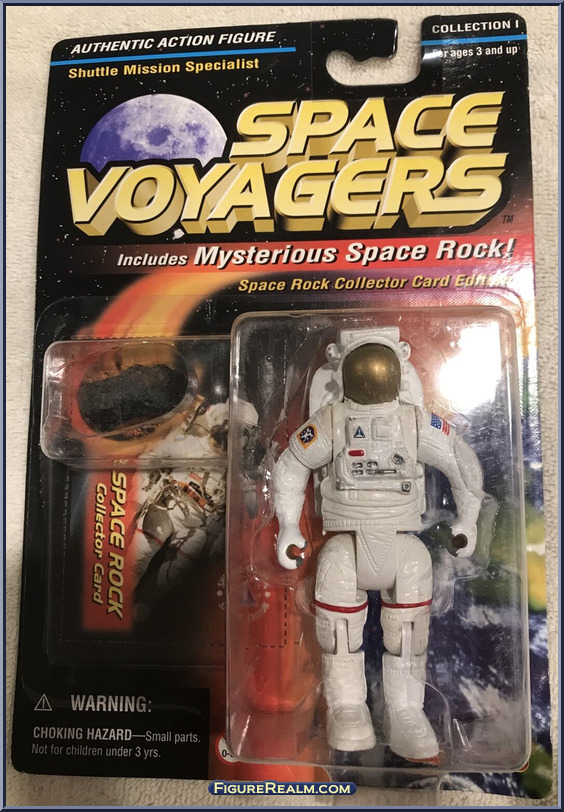 AUTHENTIC ACTION FIGURE
Shuttle Mission Specialist
COLLECTION I
For ages 3 and up
SPACE
VOYAGERS
TM
Includes Mysterious Space Rock!
Space Rock Collector Card Edition
SPACE ROCK
Collector Card
WARNING:
CHOKING HAZARD—Small parts.
Not for children under 3 yrs.
FIGUREREALM.COM